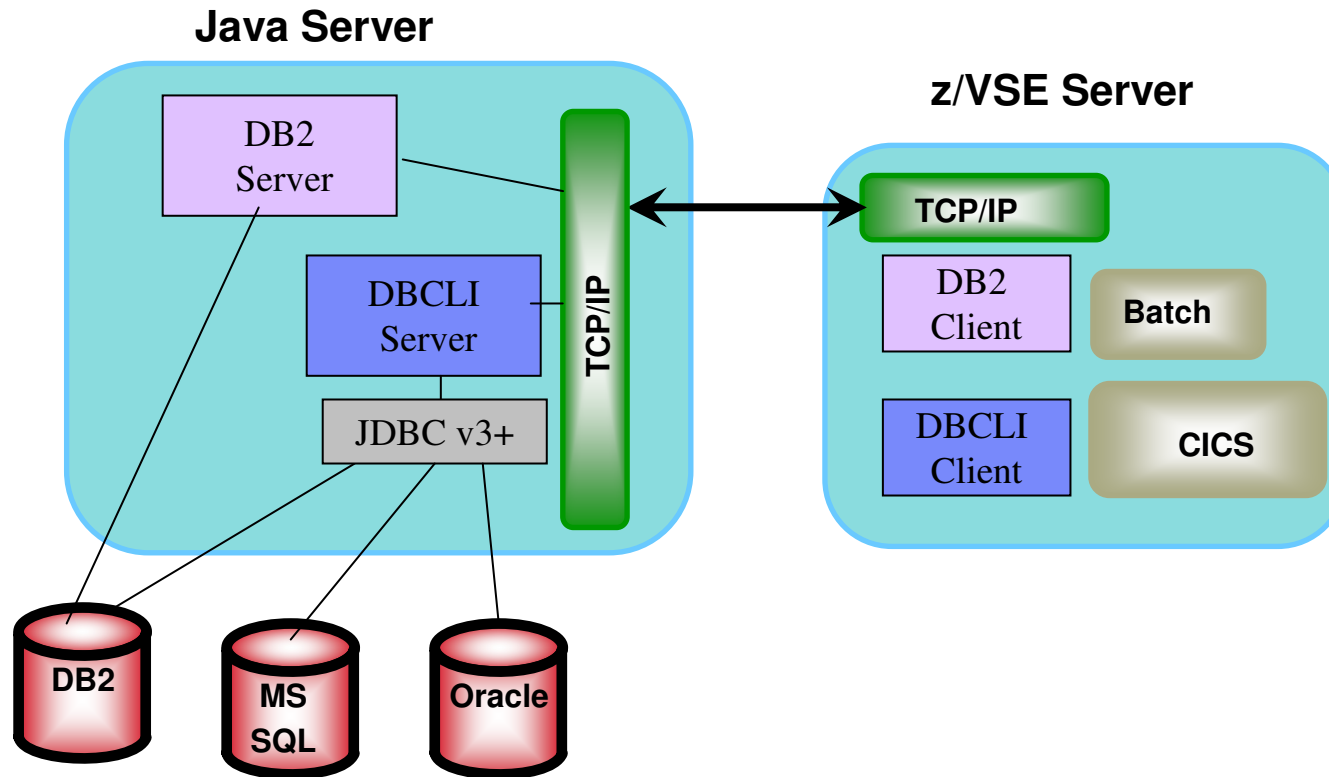 Java Server
DB2
Server
DBCLI
Server
JDBC v3+
TCP/IP
DB2
MS
SQL
Oracle
z/VSE Server
TCP/IP
DB2
Client
Batch
DBCLI
Client
CICS